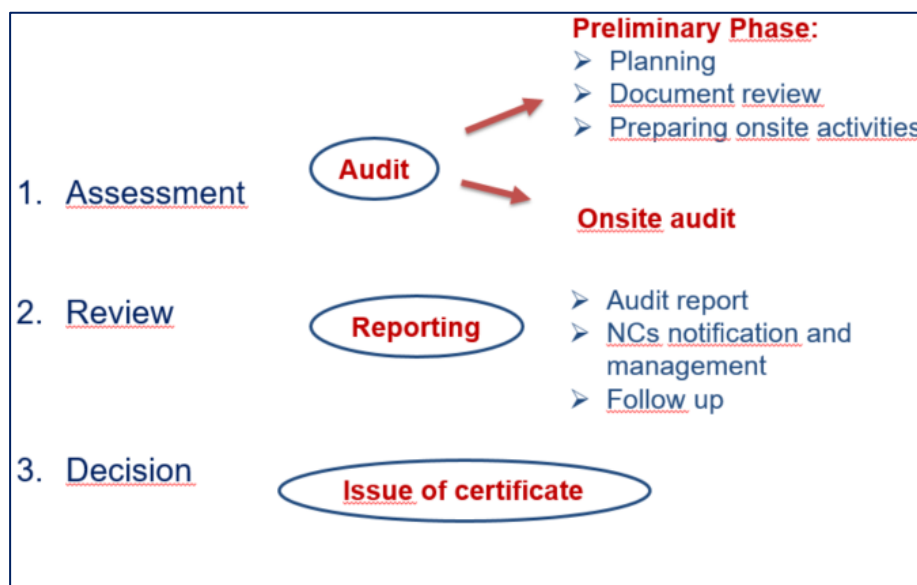 Preliminary Phase:
➢ Planning
➢ Document review
➢ Preparing onsite activities
Audit
1. Assessment
Onsite audit
2. Review
Reporting
➢ Audit report
➢ NCs notification and
management
➢ Follow up
3. Decision
Issue of certificate